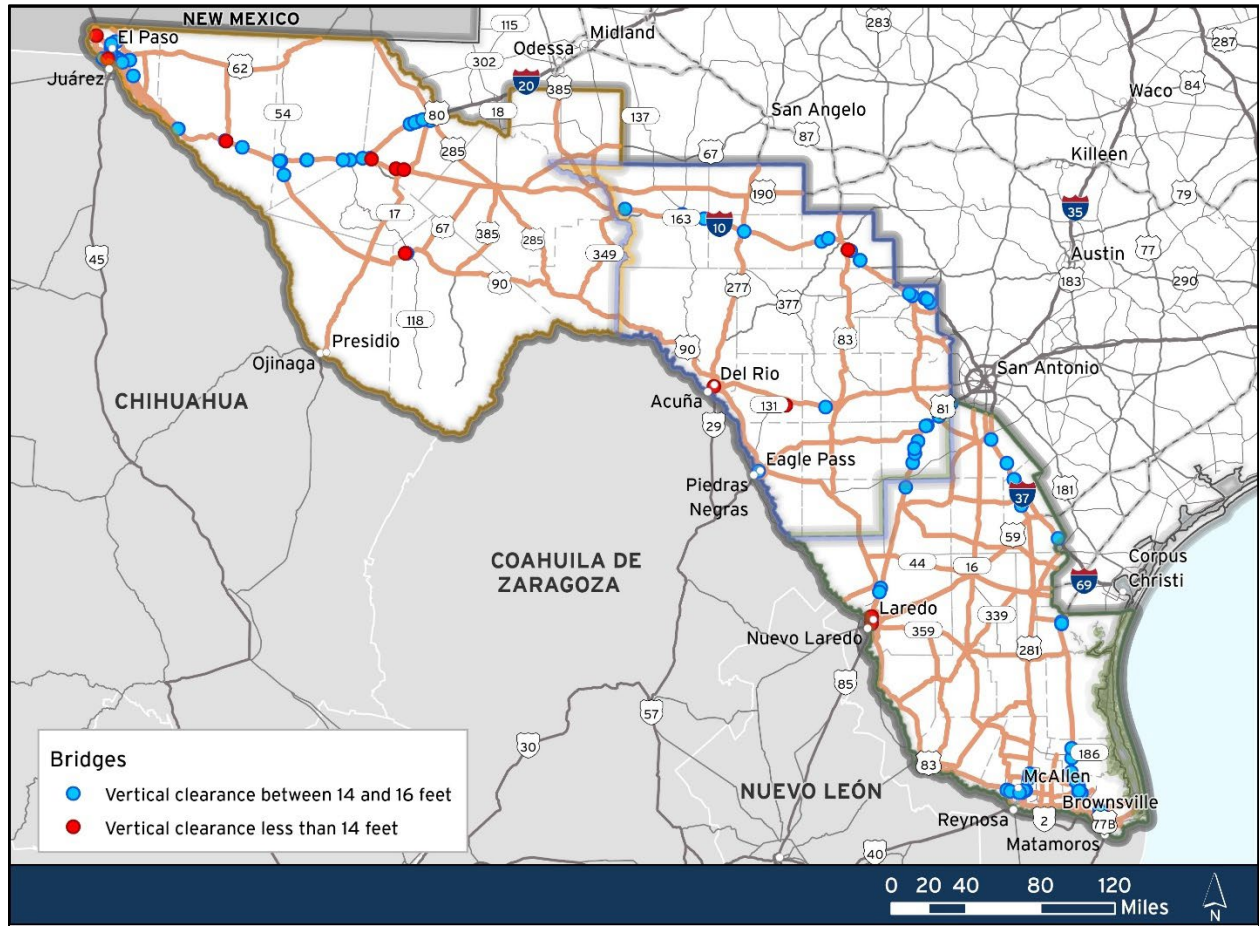 NEW MEXICO
115
283
El Paso
Odessa
Midland
287
Juárez
62
302
84
20
385
Waco
54
80
18
137
San Angelo
87
285
67
Killeen
190
79
17
163
10
35
67
385
285
349
77
45
90
277
377
Austin
183
290
118
83
Presidio
Ojinaga
90
San Antonio
Del Rio
CHIHUAHUA
Acuña
131
81
29
Eagle Pass
Piedras
Negras
37
181
59
COAHUILA DE
ZARAGOZA
44
16
Corpus
Christi
69
Laredo
339
Nuevo Laredo
359
281
85
57
30
Bridges
Vertical clearance between 14 and 16 feet
Vertical clearance less than 14 feet
83
186
McAllen
NUEVO LEÓN
Brownsville
Reynosa
2
77B
Matamoros
40
0 20 40 80 120
Miles
N